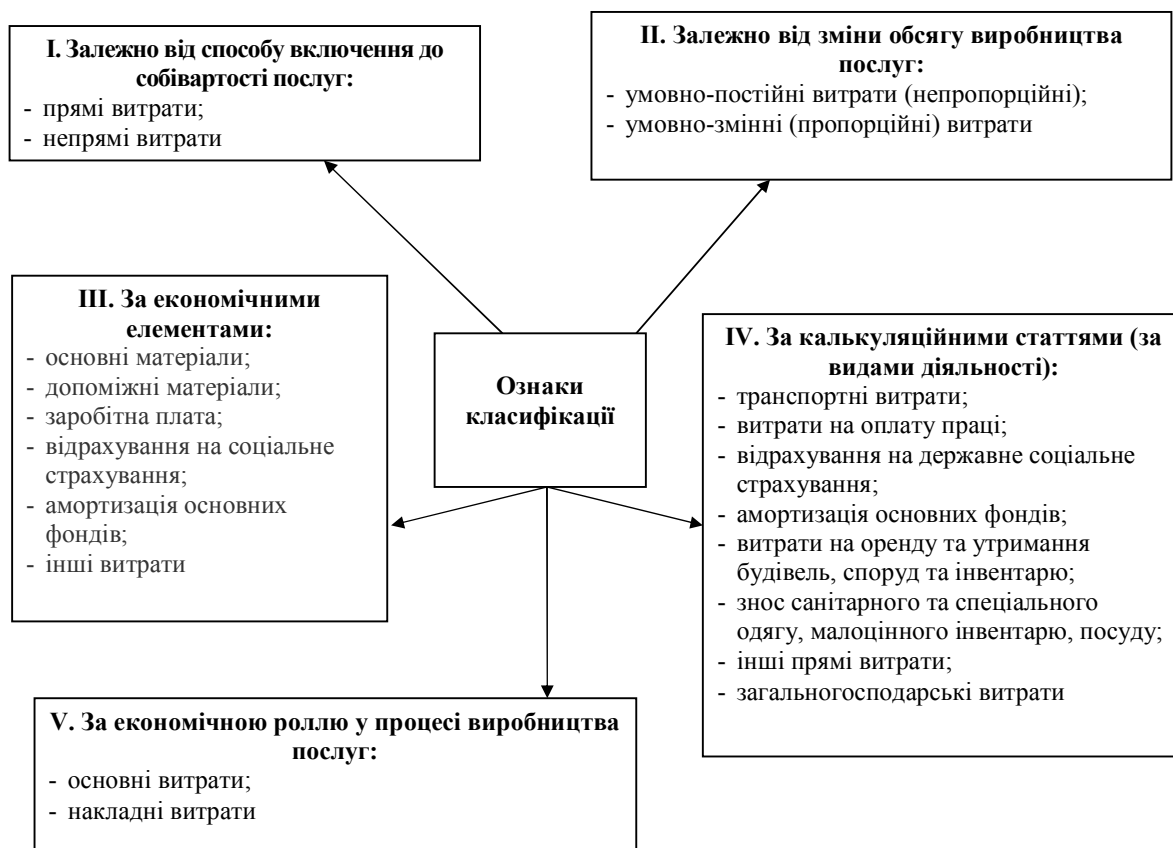 I. Залежно від способу включення до
собівартості послуг:
- прямі витрати;
- непрямі витрати
II. Залежно від зміни обсягу виробництва
послуг:
- умовно-постійні витрати (непропорційні);
- умовно-змінні (пропорційні) витрати
III. За економічними
елементами:
- основні матеріали;
- допоміжні матеріали;
- заробітна плата;
- відрахування на соціальне
страхування;
- амортизація основних
фондів;
- інші витрати
Ознаки
класифікації
IV. За калькуляційними статтями (за
видами діяльності):
- транспортні витрати;
- витрати на оплату праці;
- відрахування на державне соціальне
страхування;
- амортизація основних фондів;
- витрати на оренду та утримання
будівель, споруд та інвентарю;
- знос санітарного та спеціального
одягу, малоцінного інвентарю, посуду;
- інші прямі витрати;
- загальногосподарські витрати
V. За економічною роллю у процесі виробництва
послуг:
- основні витрати;
- накладні витрати